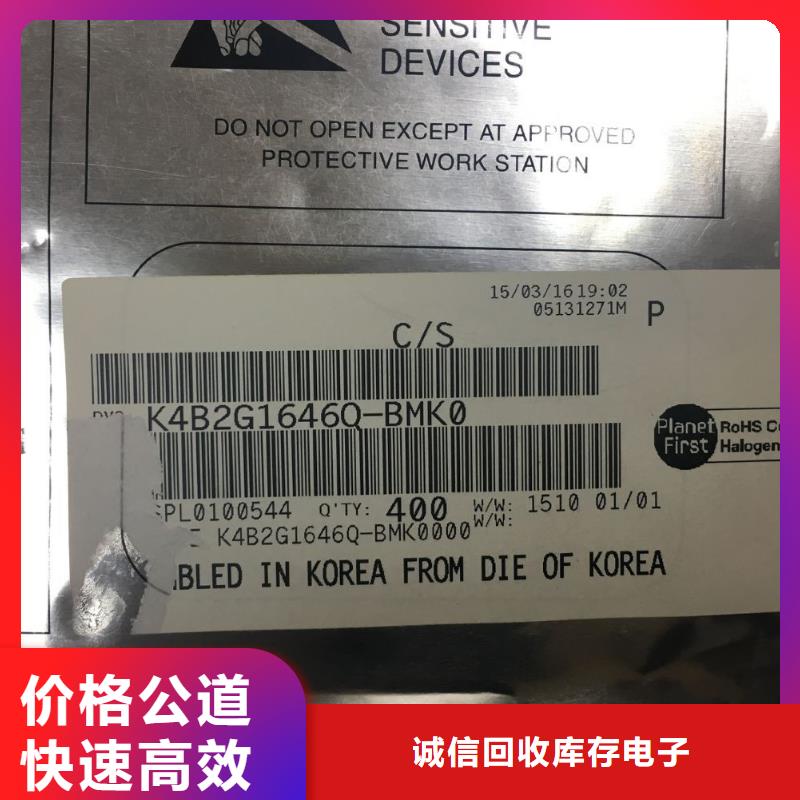 SENSITIVE
DEVICES
DO NOT OPEN EXCEPT AT APPROVED
PROTECTIVE WORK STATION
15/03/16 19:02
05131271M
P
C/S
K4B2G1646Q-BMK0
Planet
First
RoHS
Halogen
PL0100544 Q'TY: 400 W/W: 1510 01/01
W/W:
K4B2G1646Q-BMK0000
BLED IN KOREA FROM DIE OF KOREA
价格公道
快速高效
诚信回收库存电子